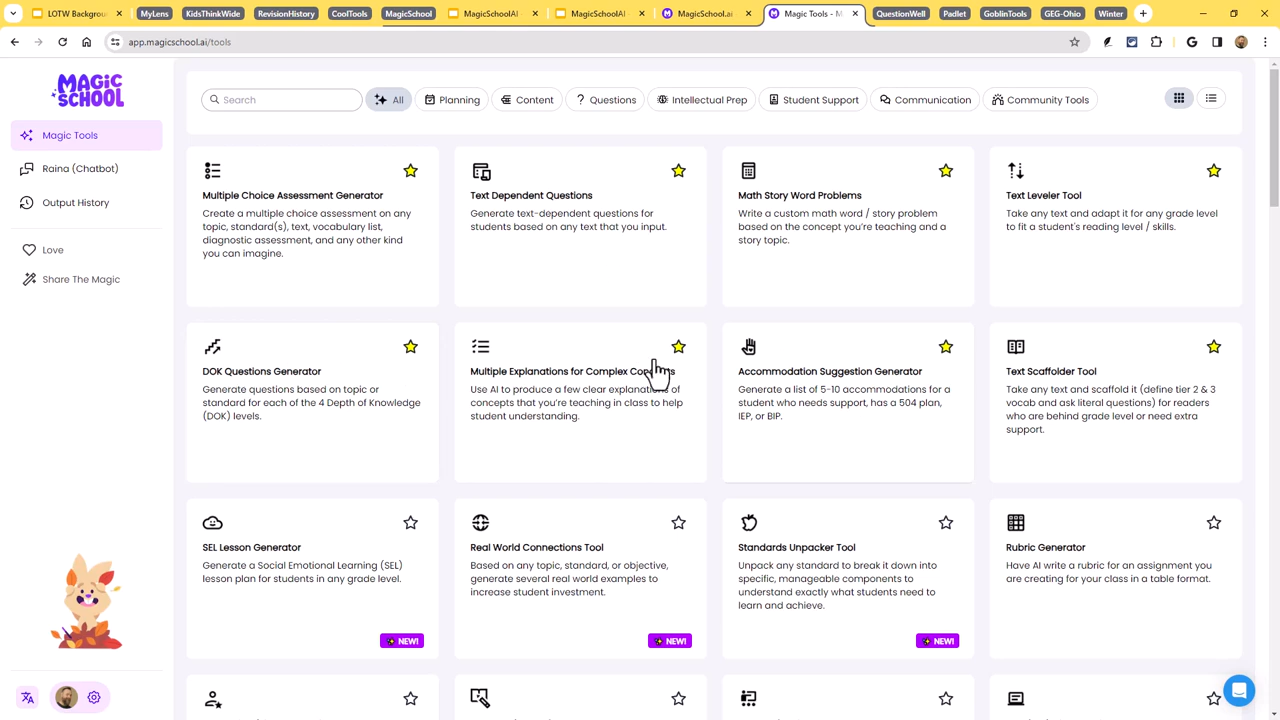 LOTW Backgroun
MyLens
KidsThinkWide
RevisionHistory
CoolTools
MagicSchool
MagicSchoolAI -
MagicSchoolAI
MagicSchool.ai
Magic Tools - M
QuestionWell
Padlet
GoblinTools
GEG-Ohio
Winter
app.magicschool.ai/tools
MAGIC
SCHOOL
Magic Tools
Raina (Chatbot)
Output History
Love
Share The Magic
Search
All
Planning
Content
Questions
Intellectual Prep
Student Support
Communication
Community Tools
Multiple Choice Assessment Generator
Create a multiple choice assessment on any
topic, standard(s), text, vocabulary list,
diagnostic assessment, and any other kind
you can imagine.
Text Dependent Questions
Generate text-dependent questions for
students based on any text that you input.
Math Story Word Problems
Write a custom math word / story problem
based on the concept you're teaching and a
story topic.
Text Leveler Tool
Take any text and adapt it for any grade level
to fit a student's reading level / skills.
DOK Questions Generator
Generate questions based on topic or
standard for each of the 4 Depth of Knowledge
(DOK) levels.
Multiple Explanations for Complex
Use AI to produce a few clear explanations of
concepts that you're teaching in class to help
student understanding.
Accommodation Suggestion Generator
Generate a list of 5-10 accommodations for a
student who needs support, has a 504 plan,
IEP, or BIP.
Text Scaffolder Tool
Take any text and scaffold it (define tier 2 & 3
vocab and ask literal questions) for readers
who are behind grade level or need extra
support.
SEL Lesson Generator
Generate a Social Emotional Learning (SEL)
lesson plan for students in any grade level.
NEW!
Real World Connections Tool
Based on any topic, standard, or objective,
generate several real world examples to
increase student investment.
NEW!
Standards Unpacker Tool
Unpack any standard to break it down into
specific, manageable components to
understand exactly what students need to
learn and achieve.
NEW!
Rubric Generator
Have AI write a rubric for an assignment you
are creating for your class in a table format.